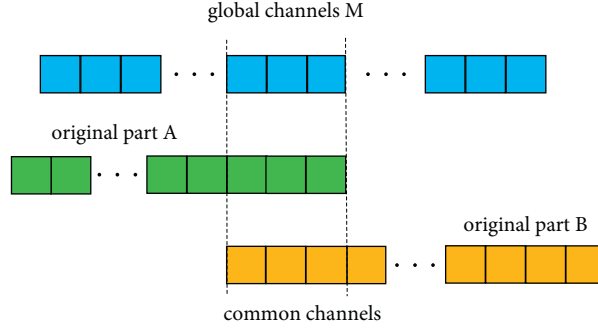 global channels M
original part A
original part B
common channels